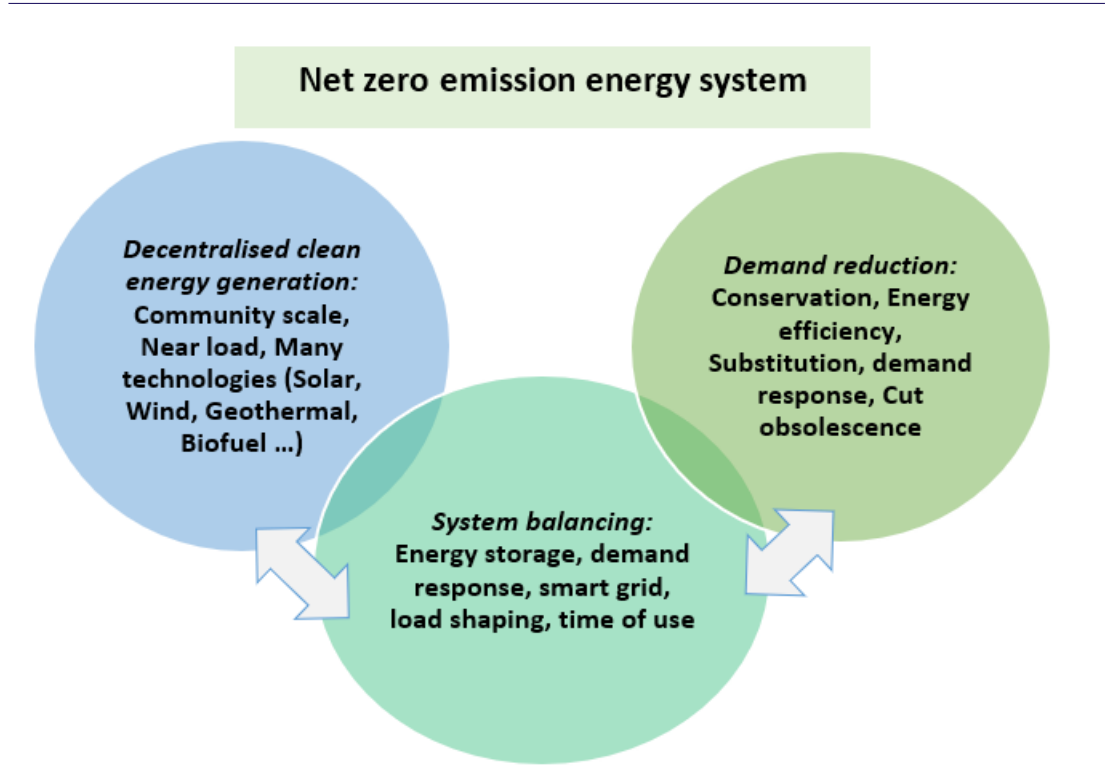 Net zero emission energy system
Decentralised clean
energy generation:
Community scale,
Near load, Many
technologies (Solar,
Wind, Geothermal,
Biofuel ...)
Demand reduction:
Conservation, Energy
efficiency,
Substitution, demand
response, Cut
obsolescence
System balancing:
Energy storage, demand
response, smart grid,
load shaping, time of use